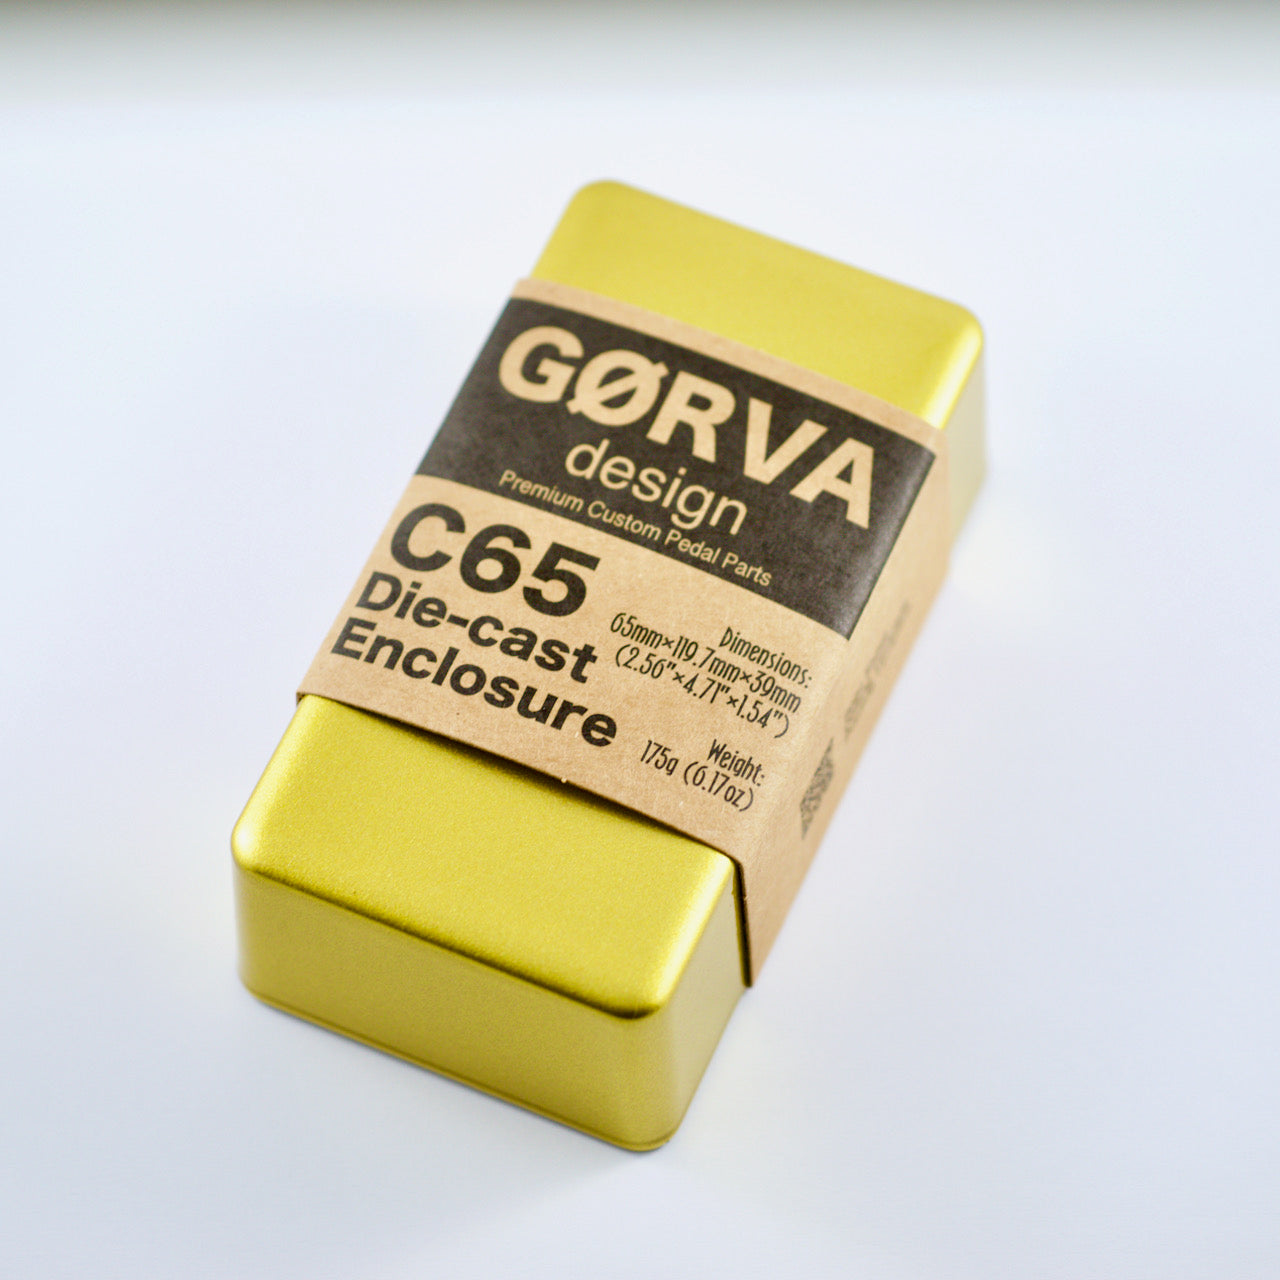 GØRVA
design
Premium Custom Pedal Parts
C65
Die-cast
Enclosure
Dimensions:
65mm×119.7mm×39mm
(2.56"×4.71"×1.54")
Weight:
175g (6.17oz)